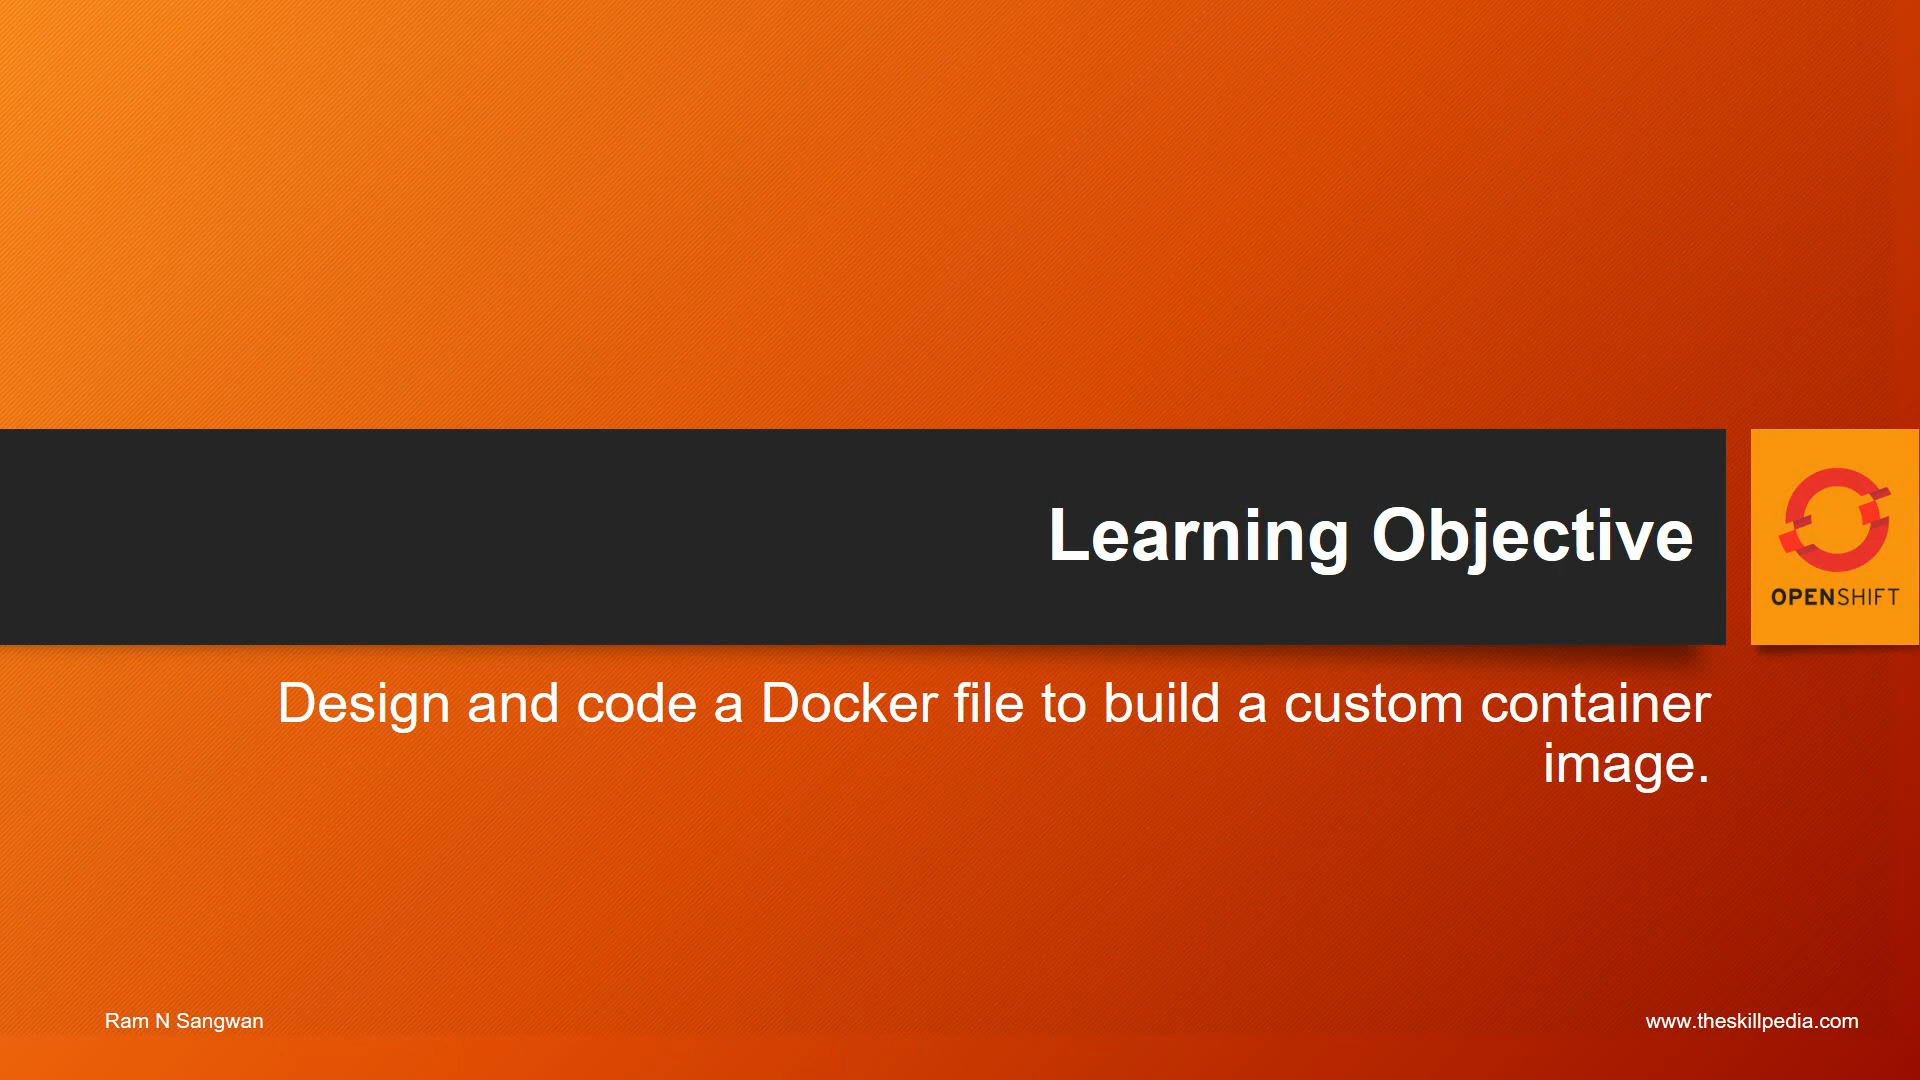 Learning Objective
OPENSHIFT
Design and code a Docker file to build a custom container
image.
Ram N Sangwan
www.theskillpedia.com